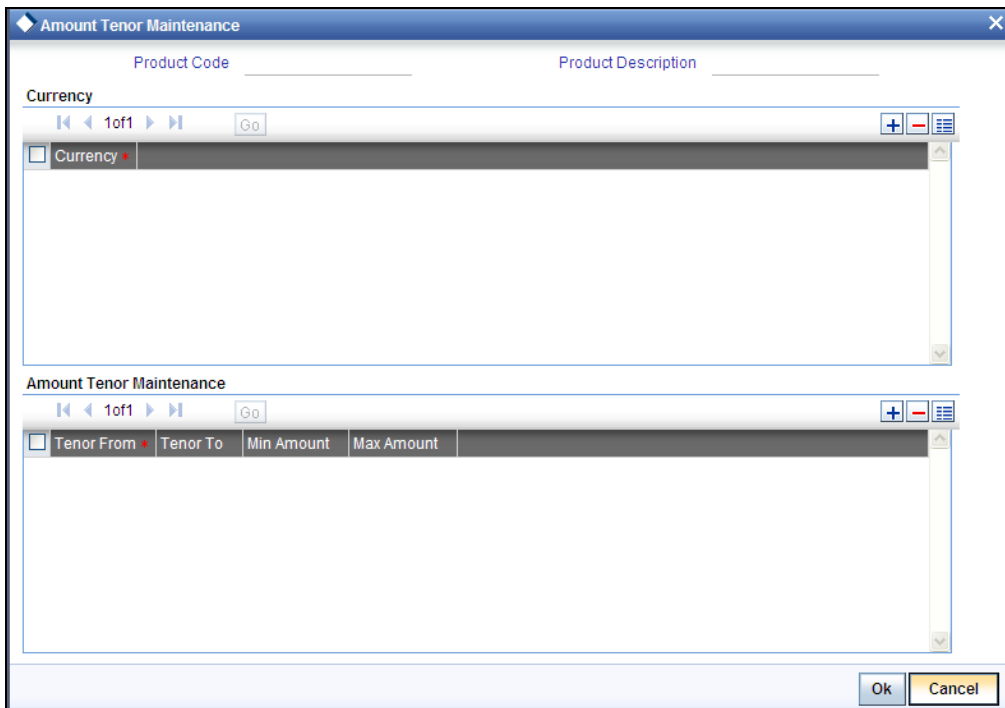 Amount Tenor Maintenance
Product Code Product Description
Currency
1of1 Go
Currency *
Amount Tenor Maintenance
1of1 Go
Tenor From * Tenor To Min Amount Max Amount
Ok Cancel